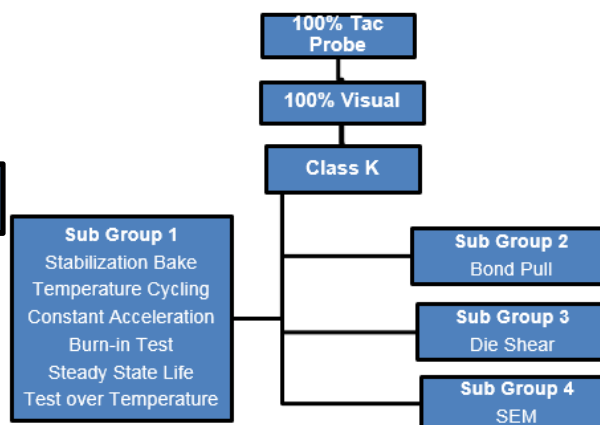 100% Tac
Probe
100% Visual
Class K
Sub Group 1
Stabilization Bake
Temperature Cycling
Constant Acceleration
Burn-in Test
Steady State Life
Test over Temperature
Sub Group 2
Bond Pull
Sub Group 3
Die Shear
Sub Group 4
SEM